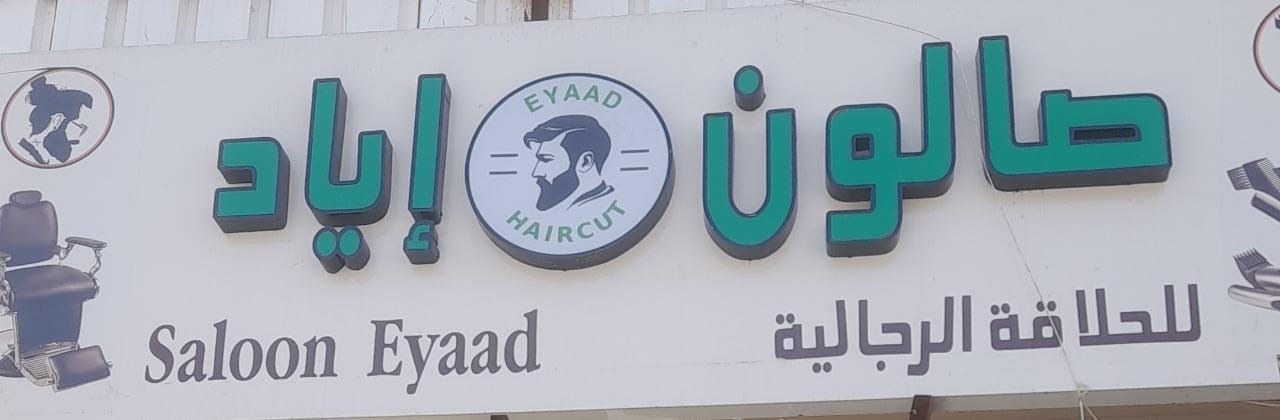 صالون إياد
EYAAD
HAIRCUT
للحلاقة الرجالية
Saloon Eyaad